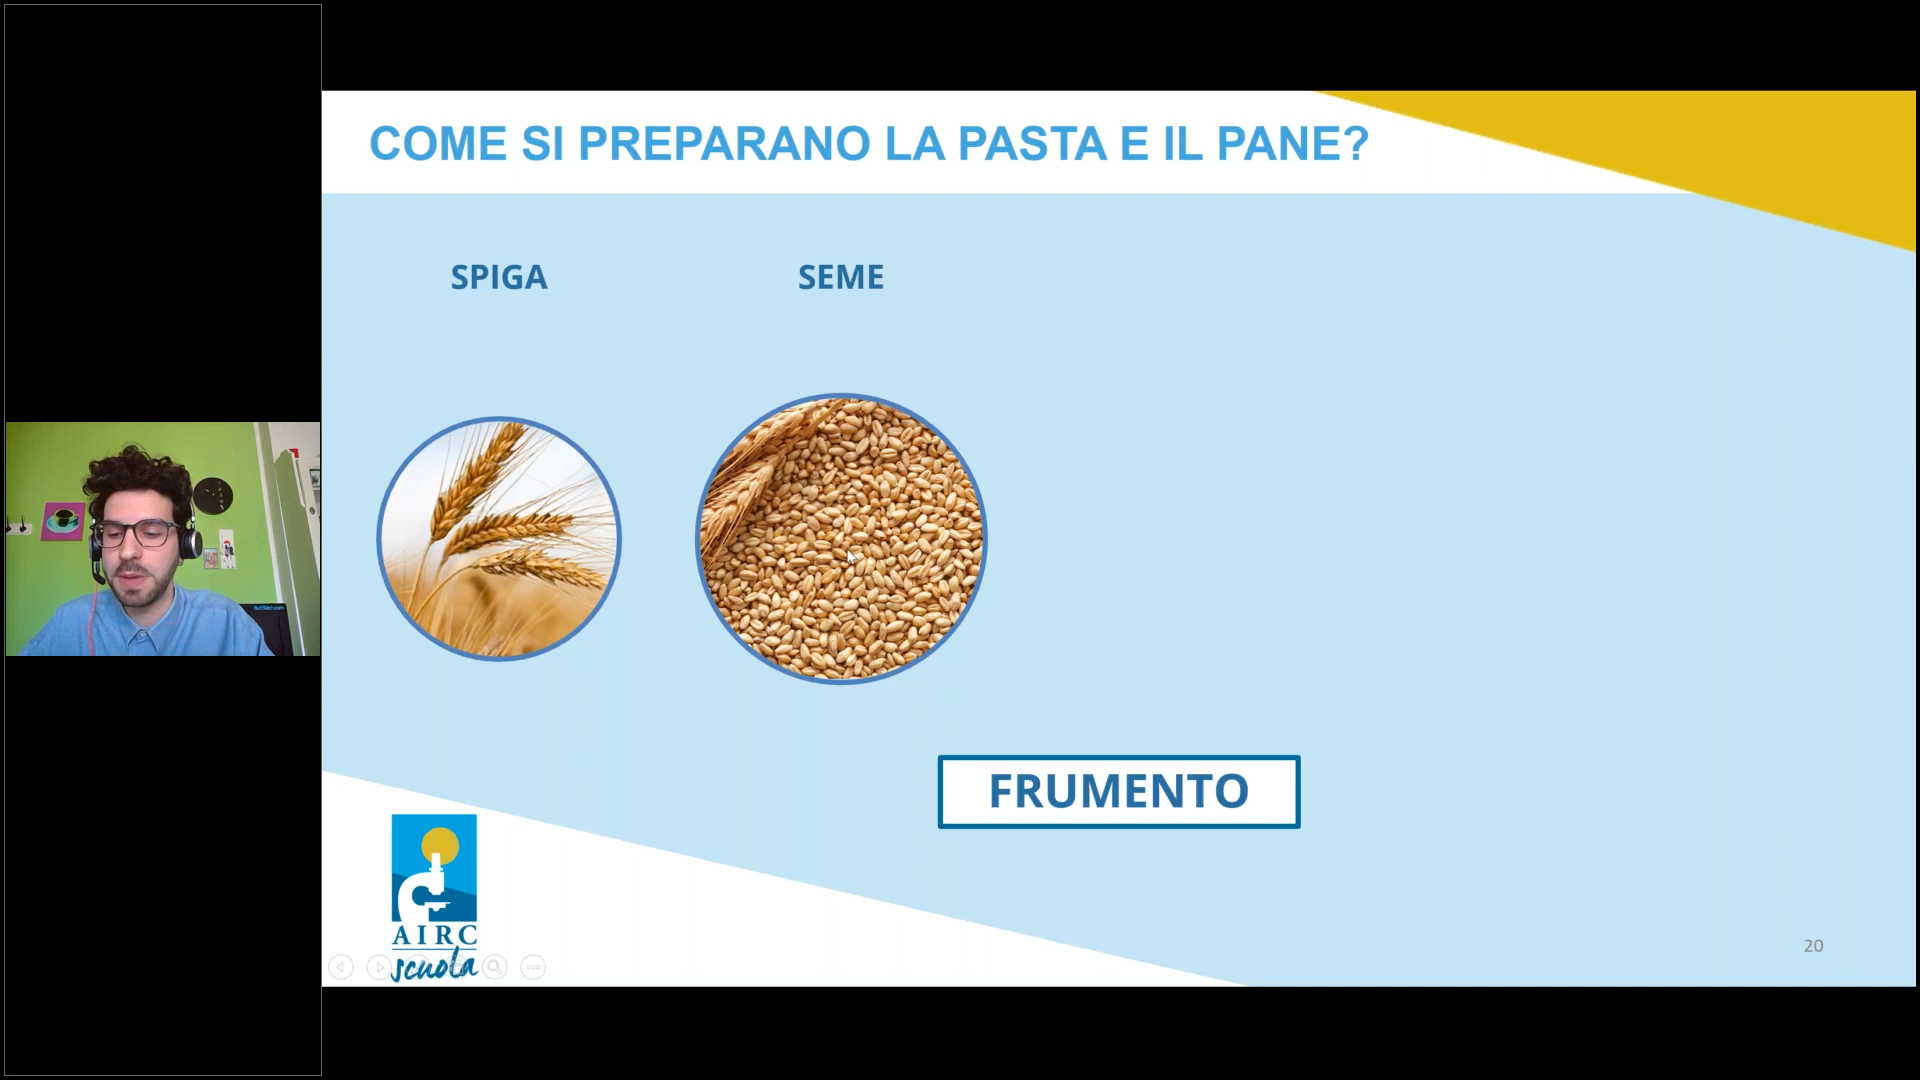 COME SI PREPARANO LA PASTA E IL PANE?
SPIGA
SEME
FRUMENTO
AIRC
scuola
20